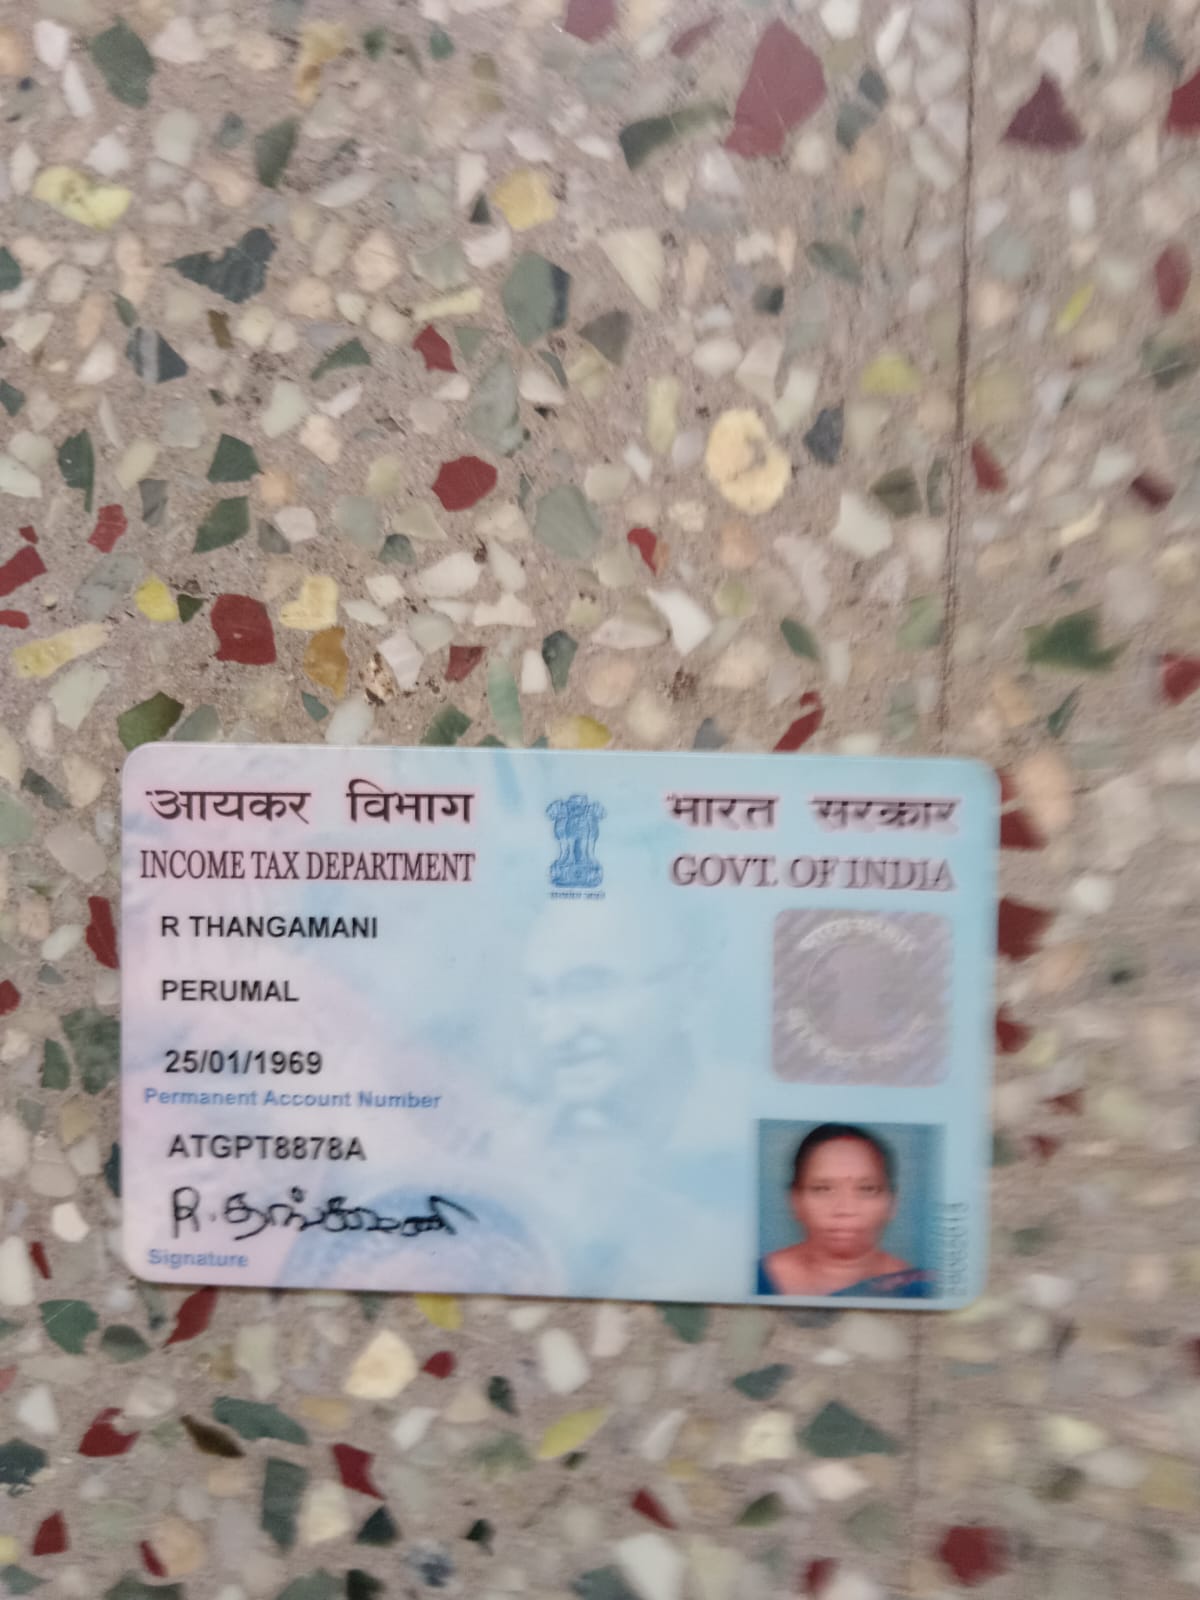 आयकर विभाग
INCOME TAX DEPARTMENT
भारत सरकार
GOVT. OF INDIA
R THANGAMANI
PERUMAL
25/01/1969
Permanent Account Number
ATGPT8878A
R.தங்கமணி
Signature